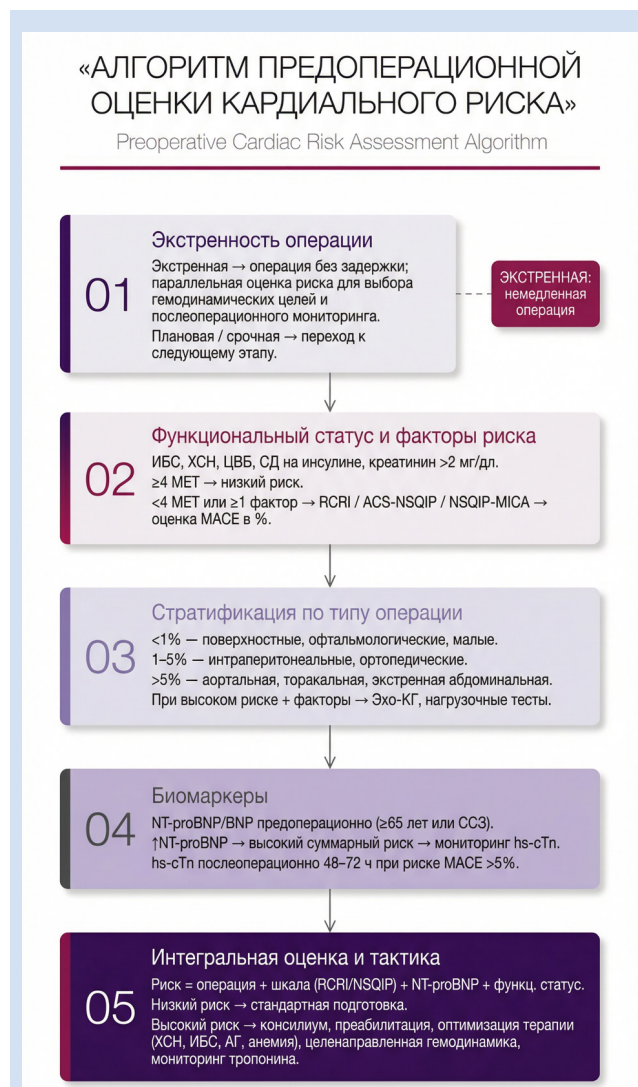 «АЛГОРИТМ ПРЕДОПЕРАЦИОННОЙ
ОЦЕНКИ КАРДИАЛЬНОГО РИСКА»
Preoperative Cardiac Risk Assessment Algorithm
01
Экстренность операции
Экстренная → операция без задержки;
параллельная оценка риска для выбора
гемодинамических целей и
послеоперационного мониторинга.
Плановая / срочная → переход к
следующему этапу.
ЭКСТРЕННАЯ:
немедленная
операция
02
Функциональный статус и факторы риска
ИБС, ХСН, ЦВБ, СД на инсулине, креатинин >2 мг/дл.
≥4 МЕТ → низкий риск.
<4 МЕТ или ≥1 фактор → RCRI / ACS-NSQIP / NSQIP-MICA →
оценка MACE в %.
03
Стратификация по типу операции
<1% — поверхностные, офтальмологические, малые.
1–5% — интраперитонеальные, ортопедические.
>5% — аортальная, торакальная, экстренная абдоминальная.
При высоком риске + факторы → Эхо-КГ, нагрузочные тесты.
04
Биомаркеры
NT-proBNP/BNP предоперационно (≥65 лет или ССЗ).
↑NT-proBNP → высокий суммарный риск → мониторинг hs-cTn.
hs-cTn послеоперационно 48–72 ч при риске MACE >5%.
05
Интегральная оценка и тактика
Риск = операция + шкала (RCRI/NSQIP) + NT-proBNP + функц. статус.
Низкий риск → стандартная подготовка.
Высокий риск → консилиум, преабилитация, оптимизация терапии
(ХСН, ИБС, АГ, анемия), целенаправленная гемодинамика,
мониторинг тропонина.